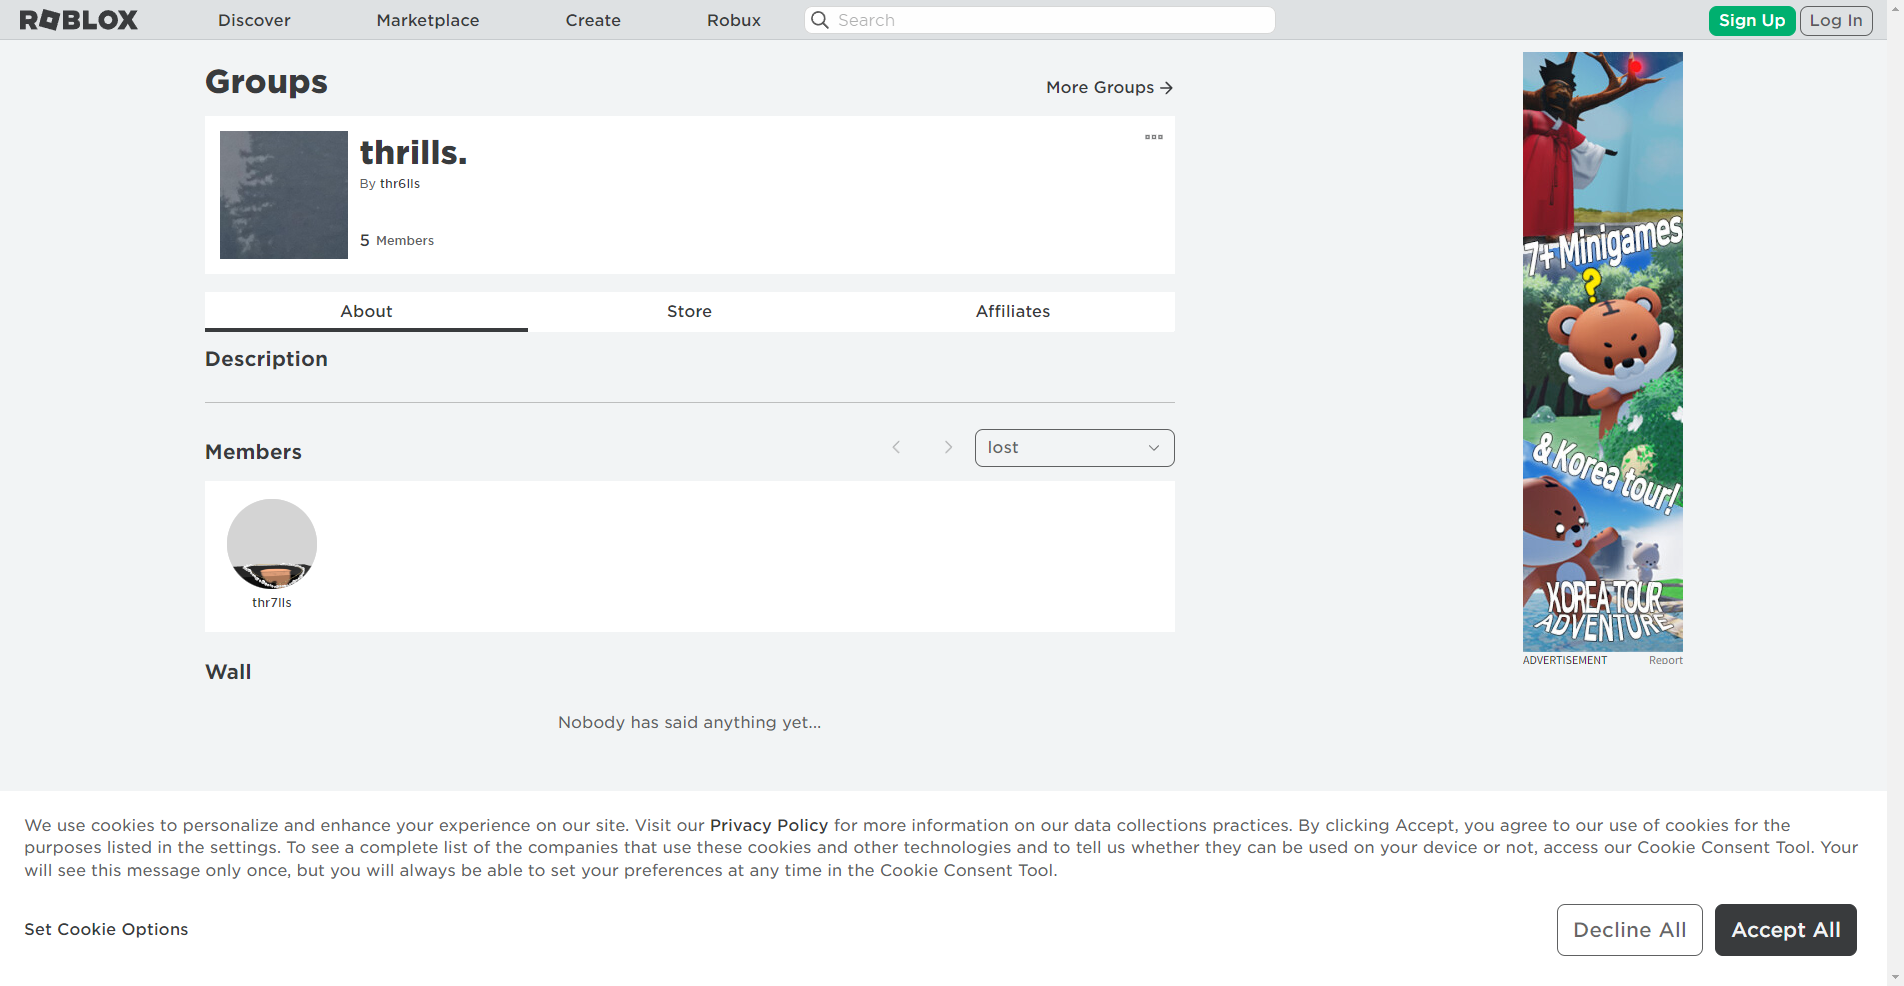 ROBLOX
Discover
Marketplace
Create
Robux
Search
Sign Up
Log In
Groups
More Groups
thrills.
By thr6lls
5 Members
About
Store
Affiliates
Description
Members
lost
thr7lls
Wall
Nobody has said anything yet...
7+ Minigames
?
& Korea tour!
KOREA TOUR
ADVENTURE
ADVERTISEMENT
Report
We use cookies to personalize and enhance your experience on our site. Visit our Privacy Policy for more information on our data collections practices. By clicking Accept, you agree to our use of cookies for the
purposes listed in the settings. To see a complete list of the companies that use these cookies and other technologies and to tell us whether they can be used on your device or not, access our Cookie Consent Tool. Your
will see this message only once, but you will always be able to set your preferences at any time in the Cookie Consent Tool.
Set Cookie Options
Decline All
Accept All